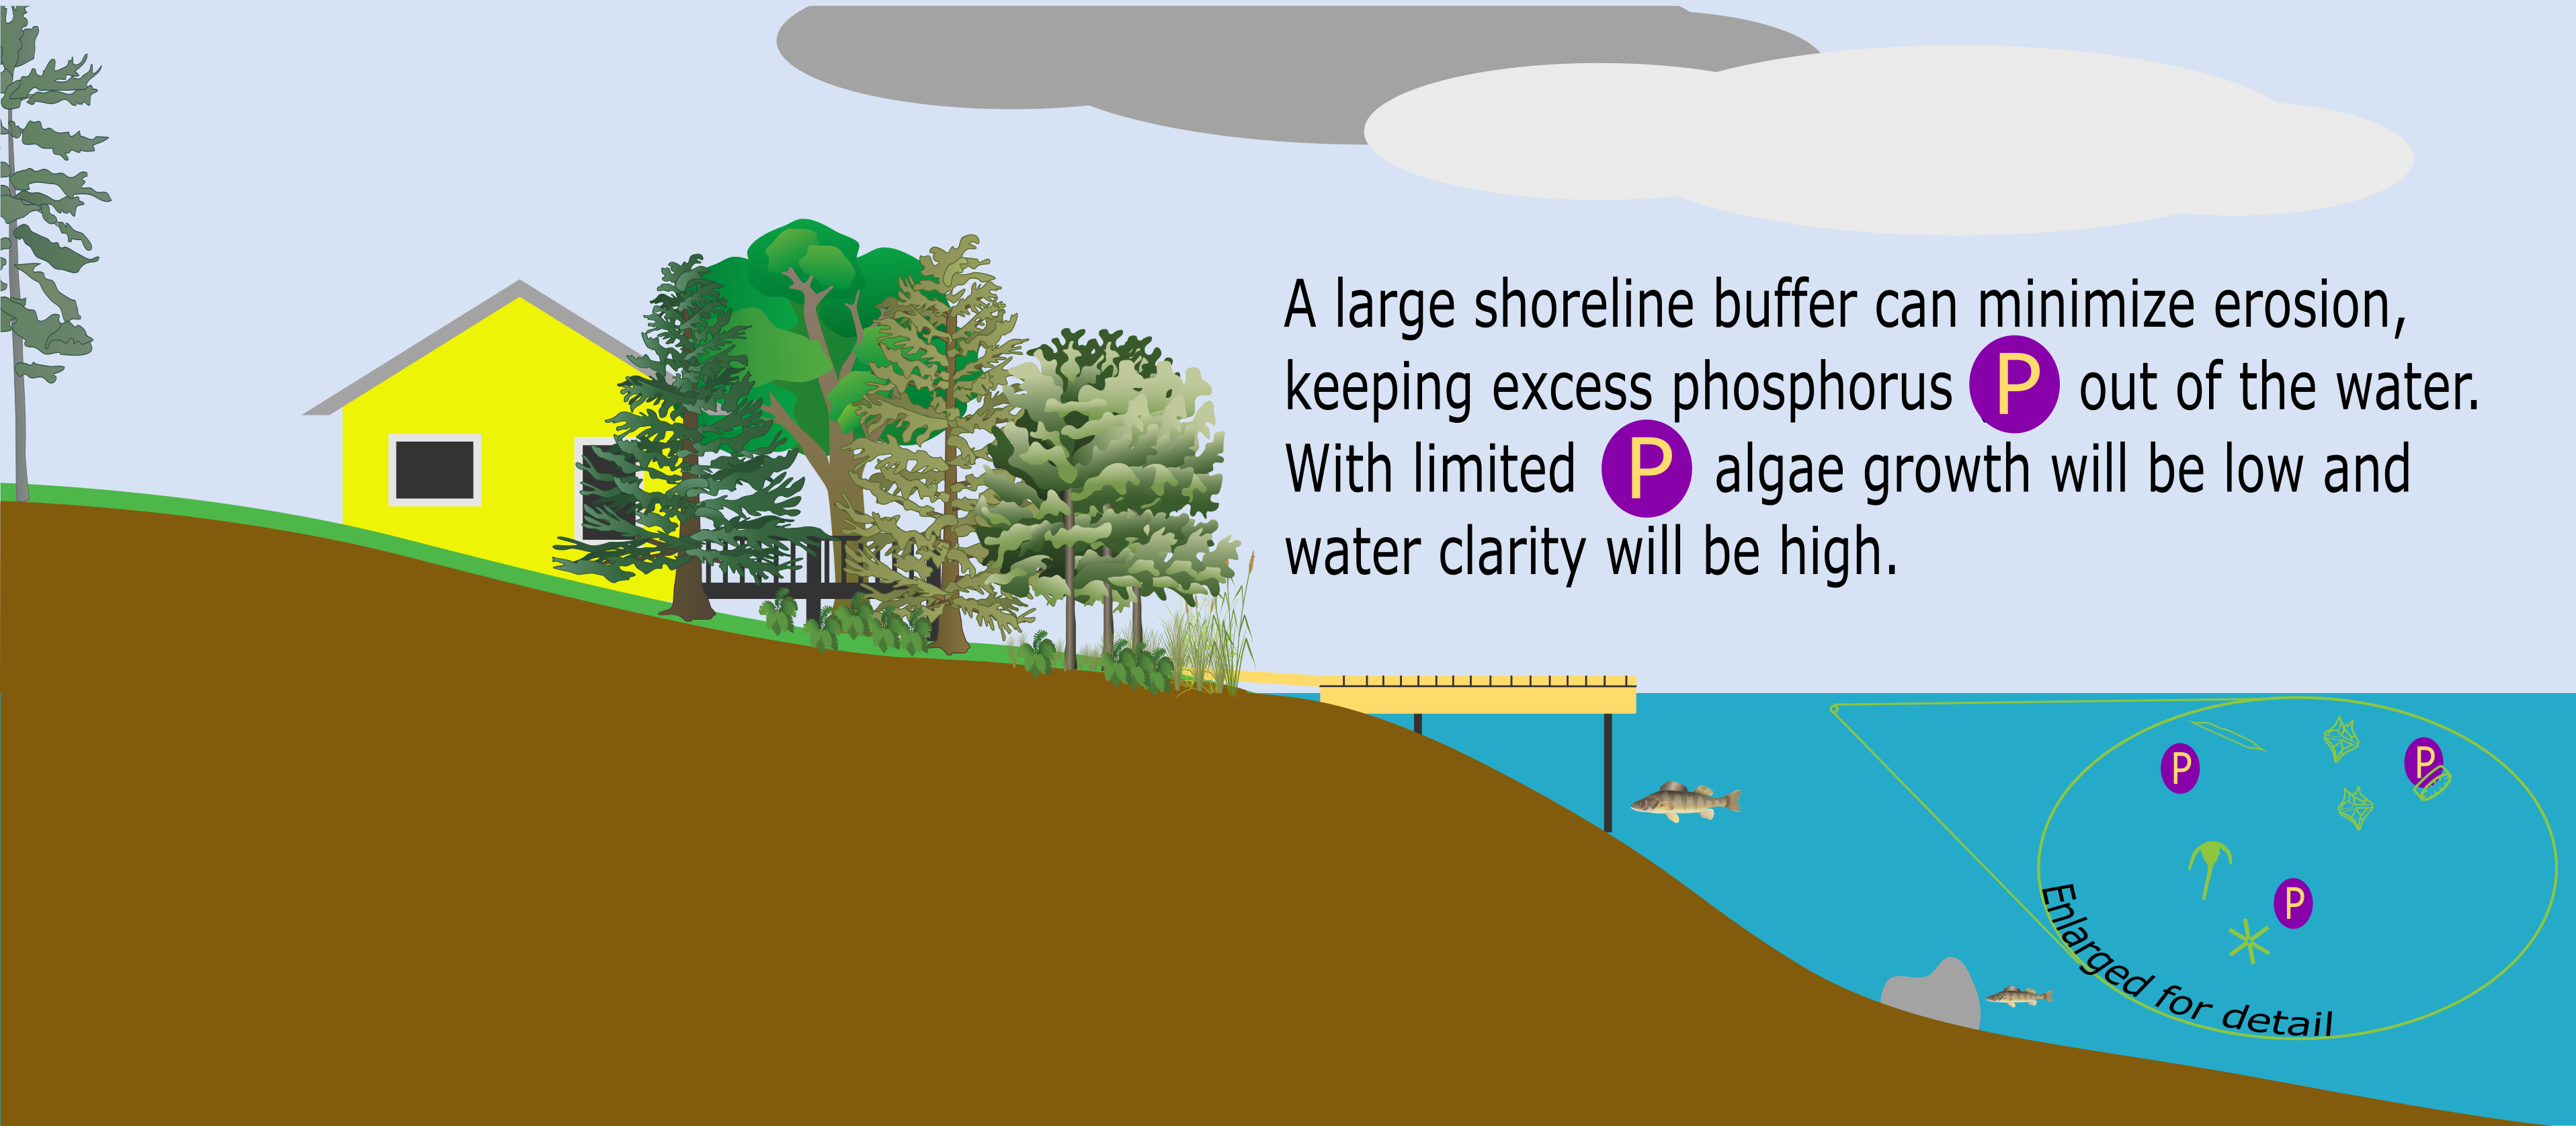 A large shoreline buffer can minimize erosion,
keeping excess phosphorus P out of the water.
With limited P algae growth will be low and
water clarity will be high.
P
P
P
Enlarged for detail